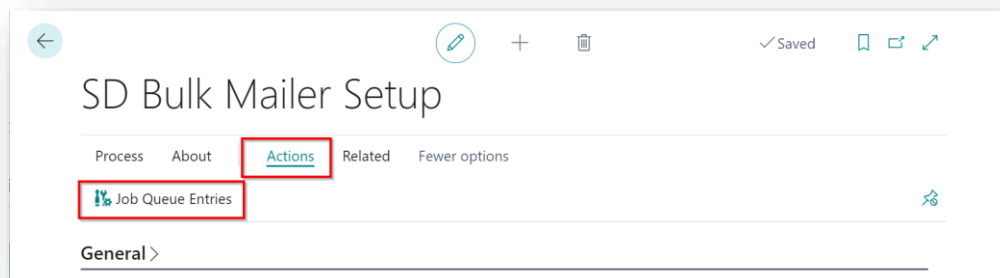 Saved
SD Bulk Mailer Setup
Process About Actions Related Fewer options
Job Queue Entries
General